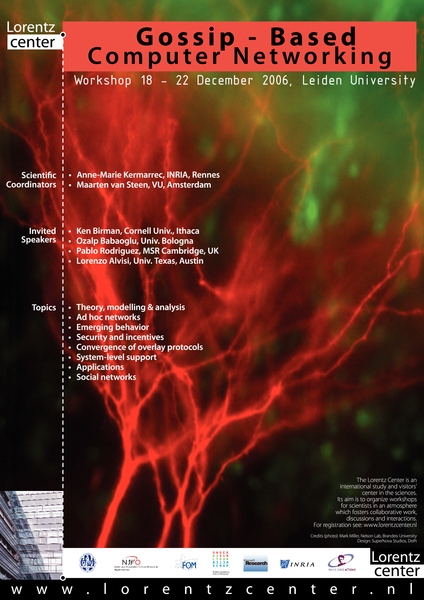 Lorentz
center
Gossip - Based
Computer Networking
Workshop 18 - 22 December 2006, Leiden University
Scientific
Coordinators
• Anne-Marie Kermarrec, INRIA, Rennes
• Maarten van Steen, VU, Amsterdam
Invited
Speakers
• Ken Birman, Cornell Univ., Ithaca
• Ozalp Babaoglu, Univ. Bologna
• Pablo Rodriguez, MSR Cambridge, UK
• Lorenzo Alvisi, Univ. Texas, Austin
Topics
• Theory, modelling & analysis
• Ad hoc networks
• Emerging behavior
• Security and incentives
• Convergence of overlay protocols
• System-level support
• Applications
• Social networks
The Lorentz Center is an
international study and visitors'
center in the sciences.
Its aim is to organize workshops
for scientists in an atmosphere
which fosters collaborative work,
discussions and interactions.
For registration see: www.lorentzcenter.nl
Credits (photo): Mark Miller, Nelson Lab, Brandeis University
Design: SuperNova Studios, Delft
FOM
Research
INRIA
Lorentz
center
www.lorentzcenter.nl